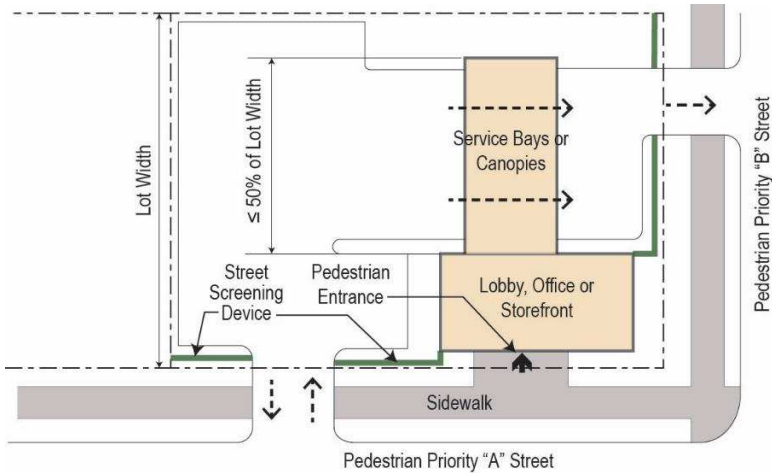 Lot Width
≤ 50% of Lot Width
Service Bays or
Canopies
Pedestrian Priority “B” Street
Street
Screening
Device
Pedestrian
Entrance
Lobby, Office or
Storefront
Sidewalk
Pedestrian Priority “A” Street